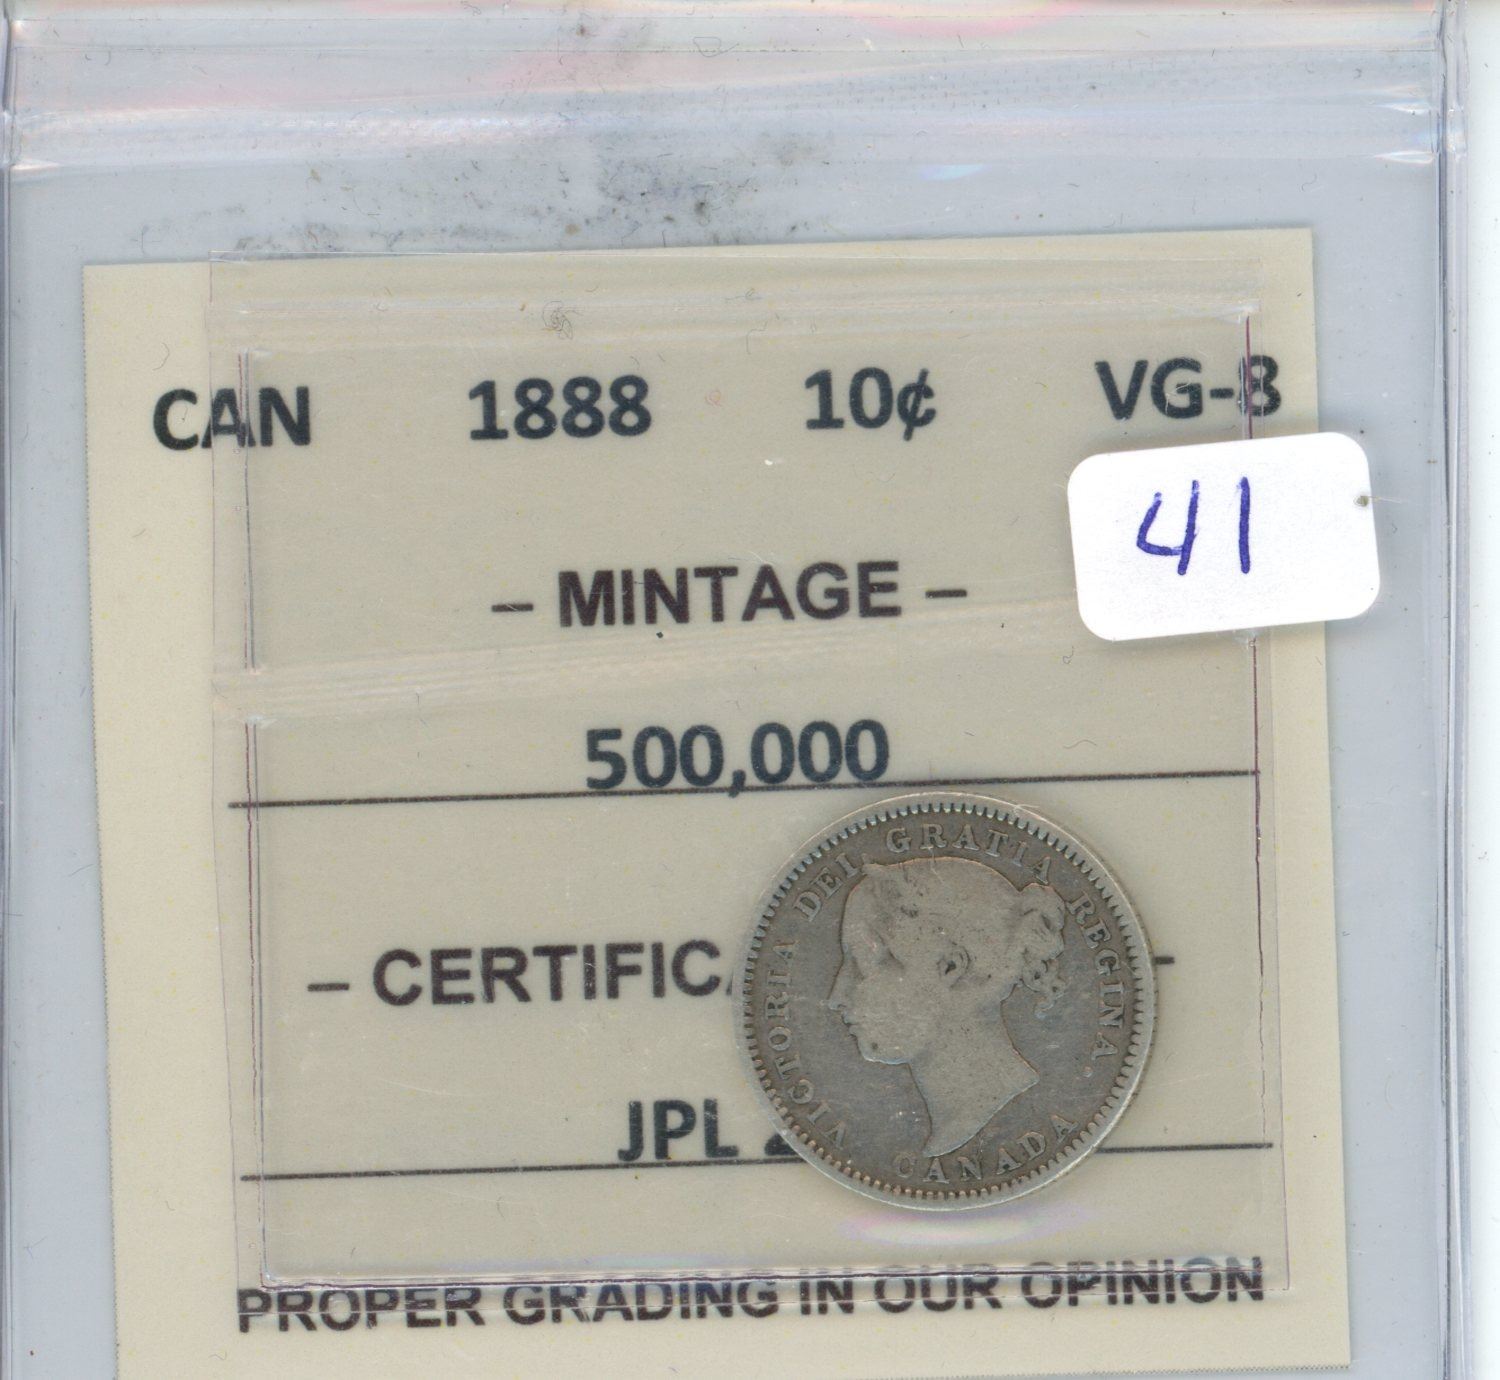 CAN 1888 10¢ VG-8
41
– MINTAGE –
500,000
– CERTIFIC –
JPL
PROPER GRADING IN OUR OPINION
VICTORIA DEI GRATIA REGINA.
CANADA